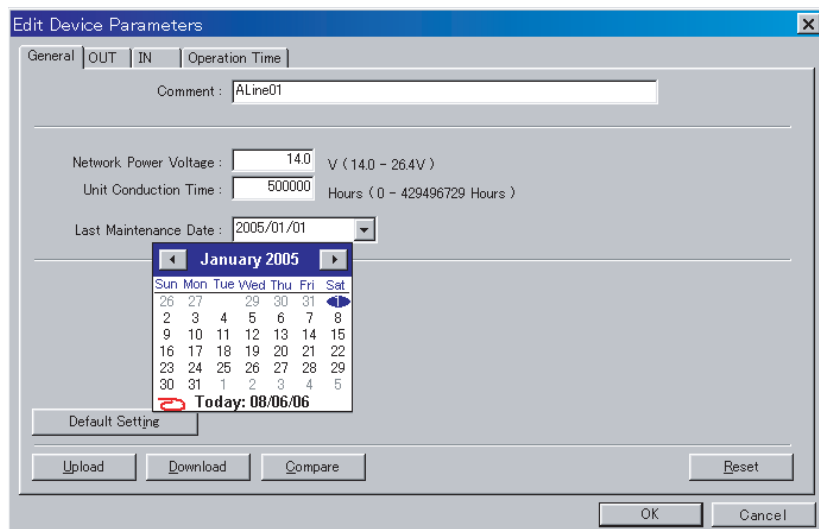 Edit Device Parameters
General OUT IN Operation Time
Comment : ALine01
Network Power Voltage : 14.0 V ( 14.0 - 26.4V )
Unit Conduction Time : 500000 Hours ( 0 - 429496729 Hours )
Last Maintenance Date : 2005/01/01
January 2005
Sun Mon Tue Wed Thu Fri Sat
26 27 29 30 31 1
2 3 4 5 6 7 8
9 10 11 12 13 14 15
16 17 18 19 20 21 22
23 24 25 26 27 28 29
30 31 1 2 3 4 5
Today: 08/06/06
Default Setting
Upload Download Compare Reset
OK Cancel